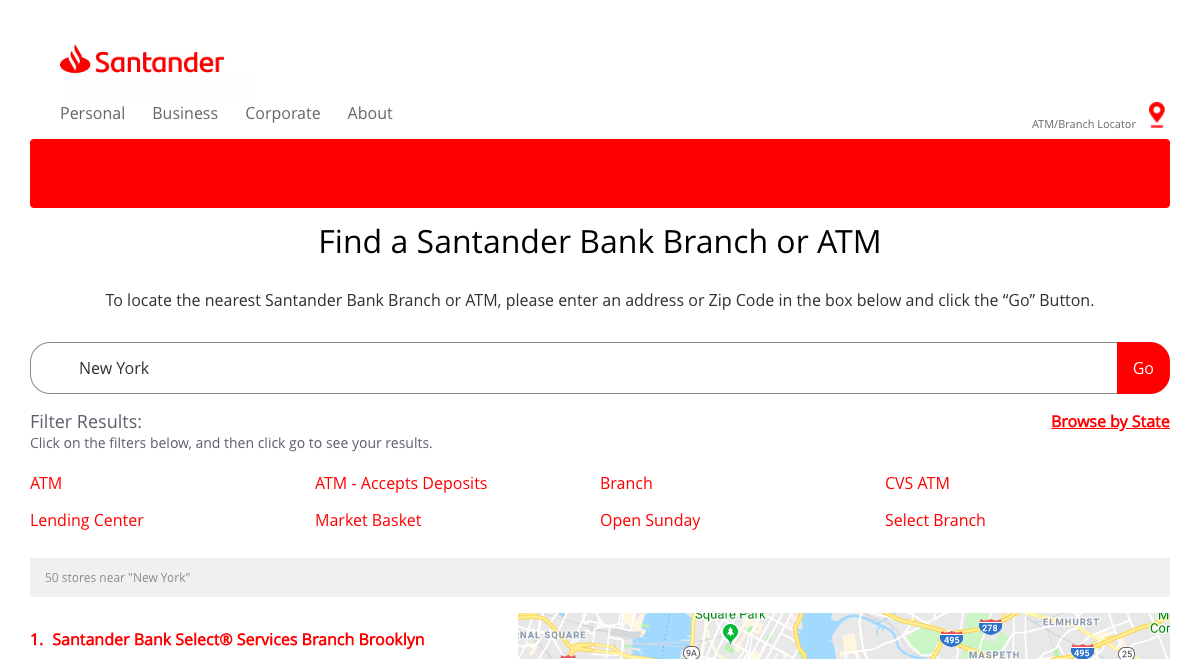 Santander
Personal Business Corporate About
ATM/Branch Locator
Find a Santander Bank Branch or ATM
To locate the nearest Santander Bank Branch or ATM, please enter an address or Zip Code in the box below and click the “Go” Button.
New York Go
Filter Results: Browse by State
Click on the filters below, and then click go to see your results.
ATM ATM - Accepts Deposits Branch CVS ATM
Lending Center Market Basket Open Sunday Select Branch
50 stores near "New York"
1. Santander Bank Select® Services Branch Brooklyn
Square Park
NAL SQUARE
9A
495
278
ELMHURST
MASPETH
495
25